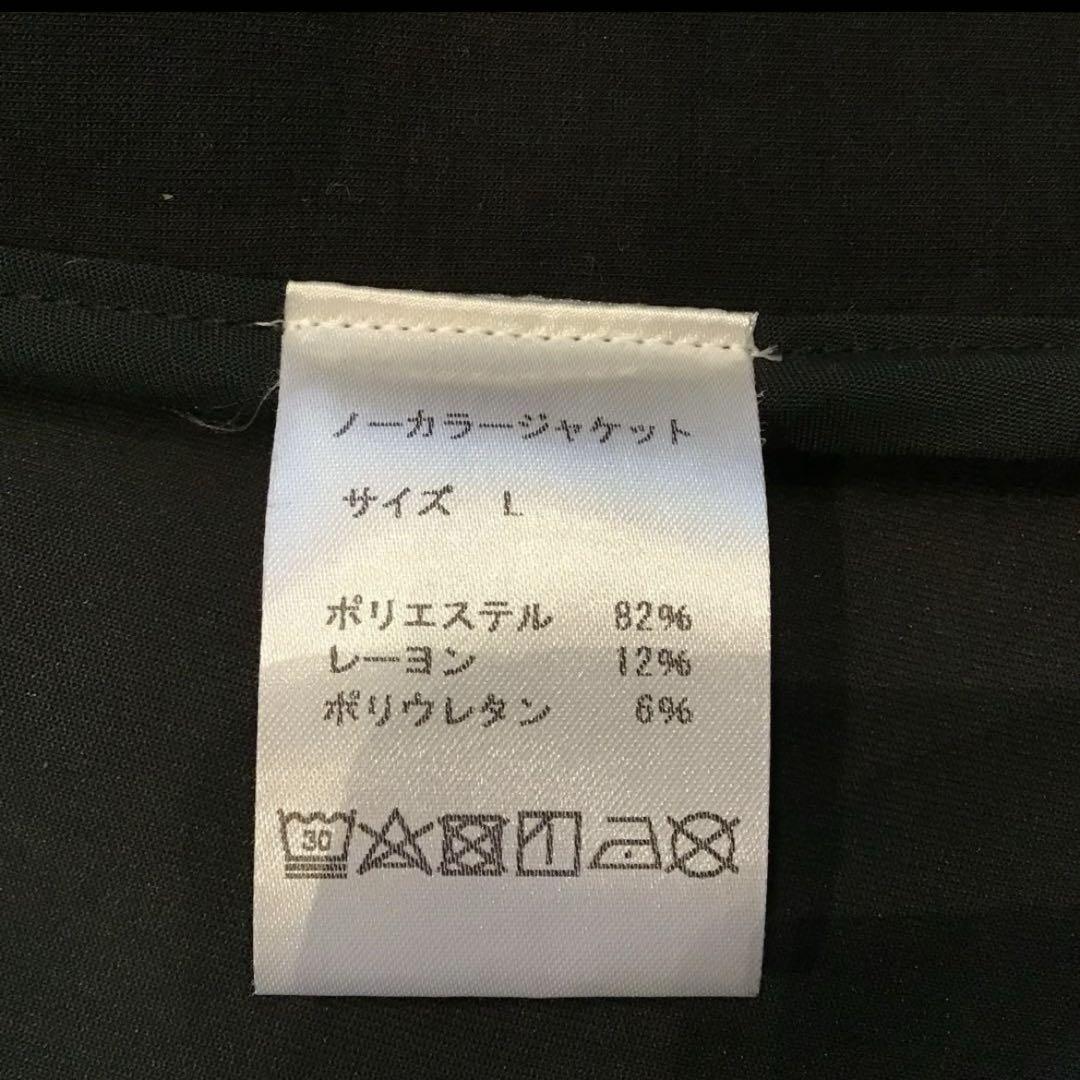 ノーカラージャケット
サイズ L
ポリエステル 82%
レーヨン 12%
ポリウレタン 6%
30